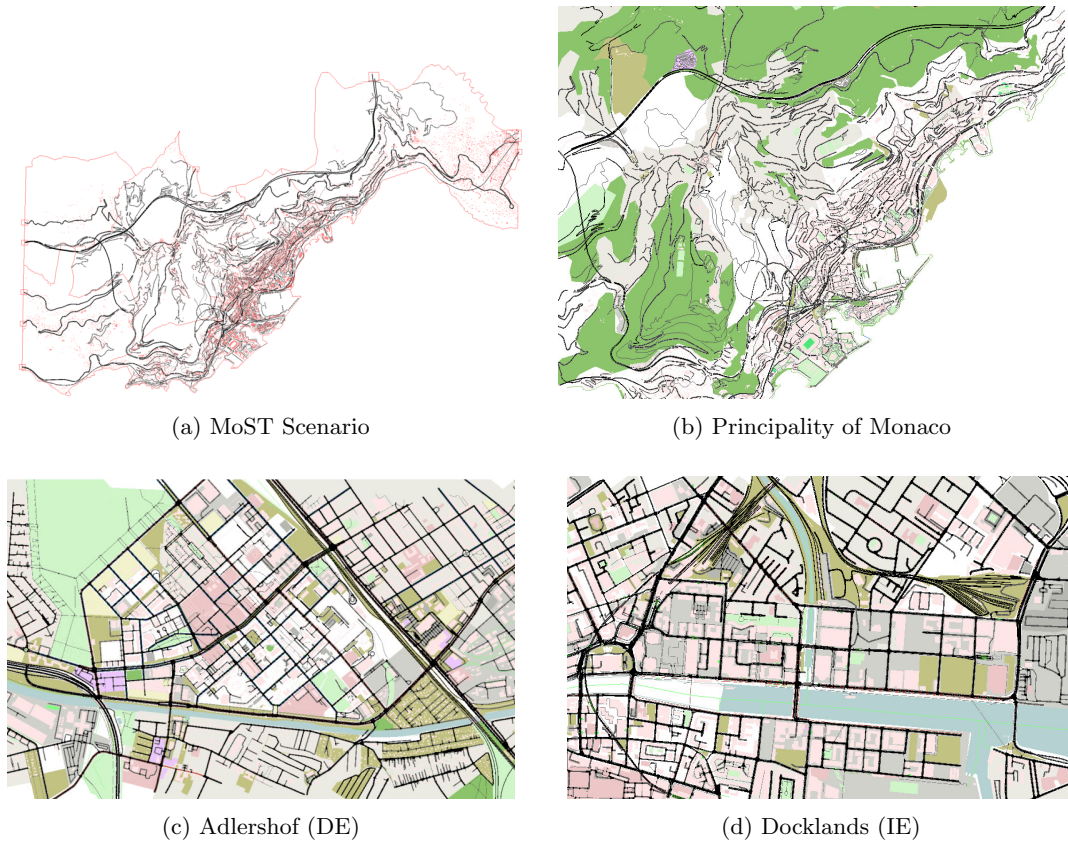 (a) MoST Scenario
(b) Principality of Monaco
(c) Adlershof (DE)
(d) Docklands (IE)